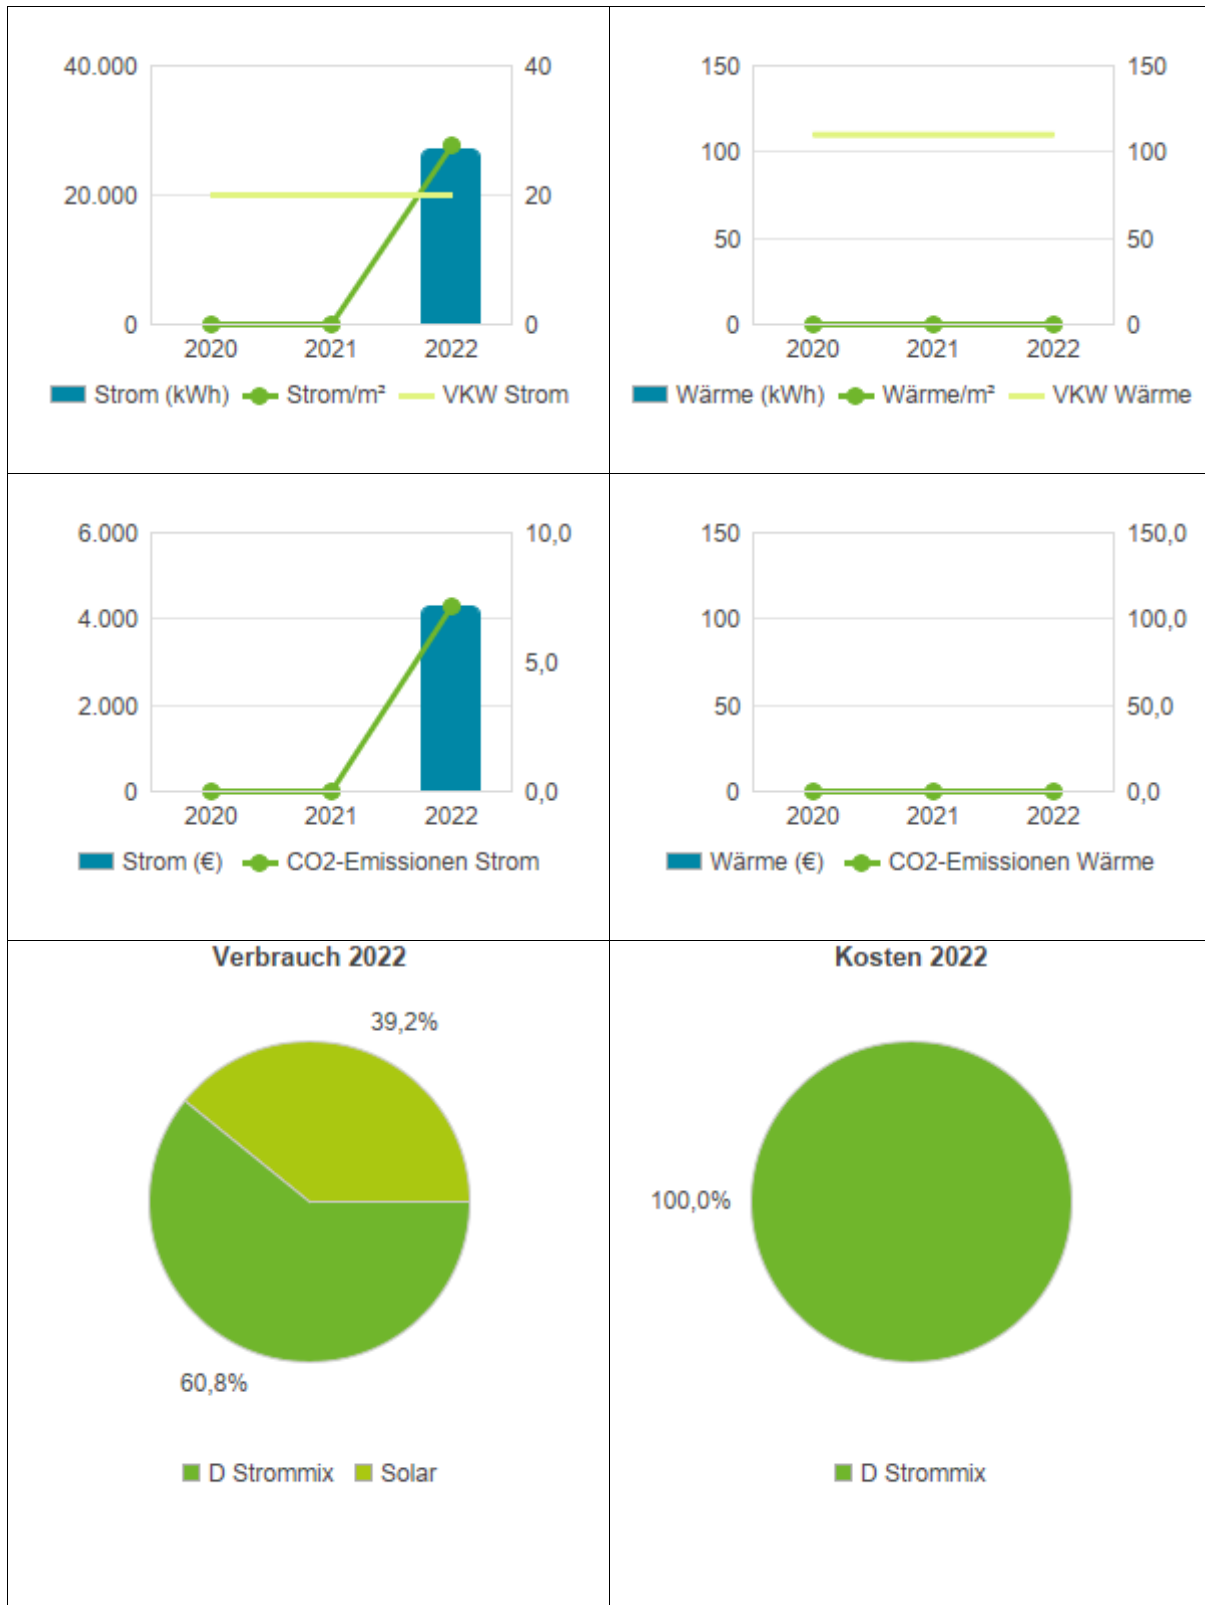 40.000 40
20.000 20
0 0
2020 2021 2022
Strom (kWh) Strom/m² VKW Strom
150 150
100 100
50 50
0 0
2020 2021 2022
Wärme (kWh) Wärme/m² VKW Wärme
6.000 10,0
4.000
5,0
2.000
0 0,0
2020 2021 2022
Strom (€) CO2-Emissionen Strom
150 150,0
100 100,0
50 50,0
0 0,0
2020 2021 2022
Wärme (€) CO2-Emissionen Wärme
Verbrauch 2022
39,2%
60,8%
D Strommix Solar
Kosten 2022
100,0%
D Strommix